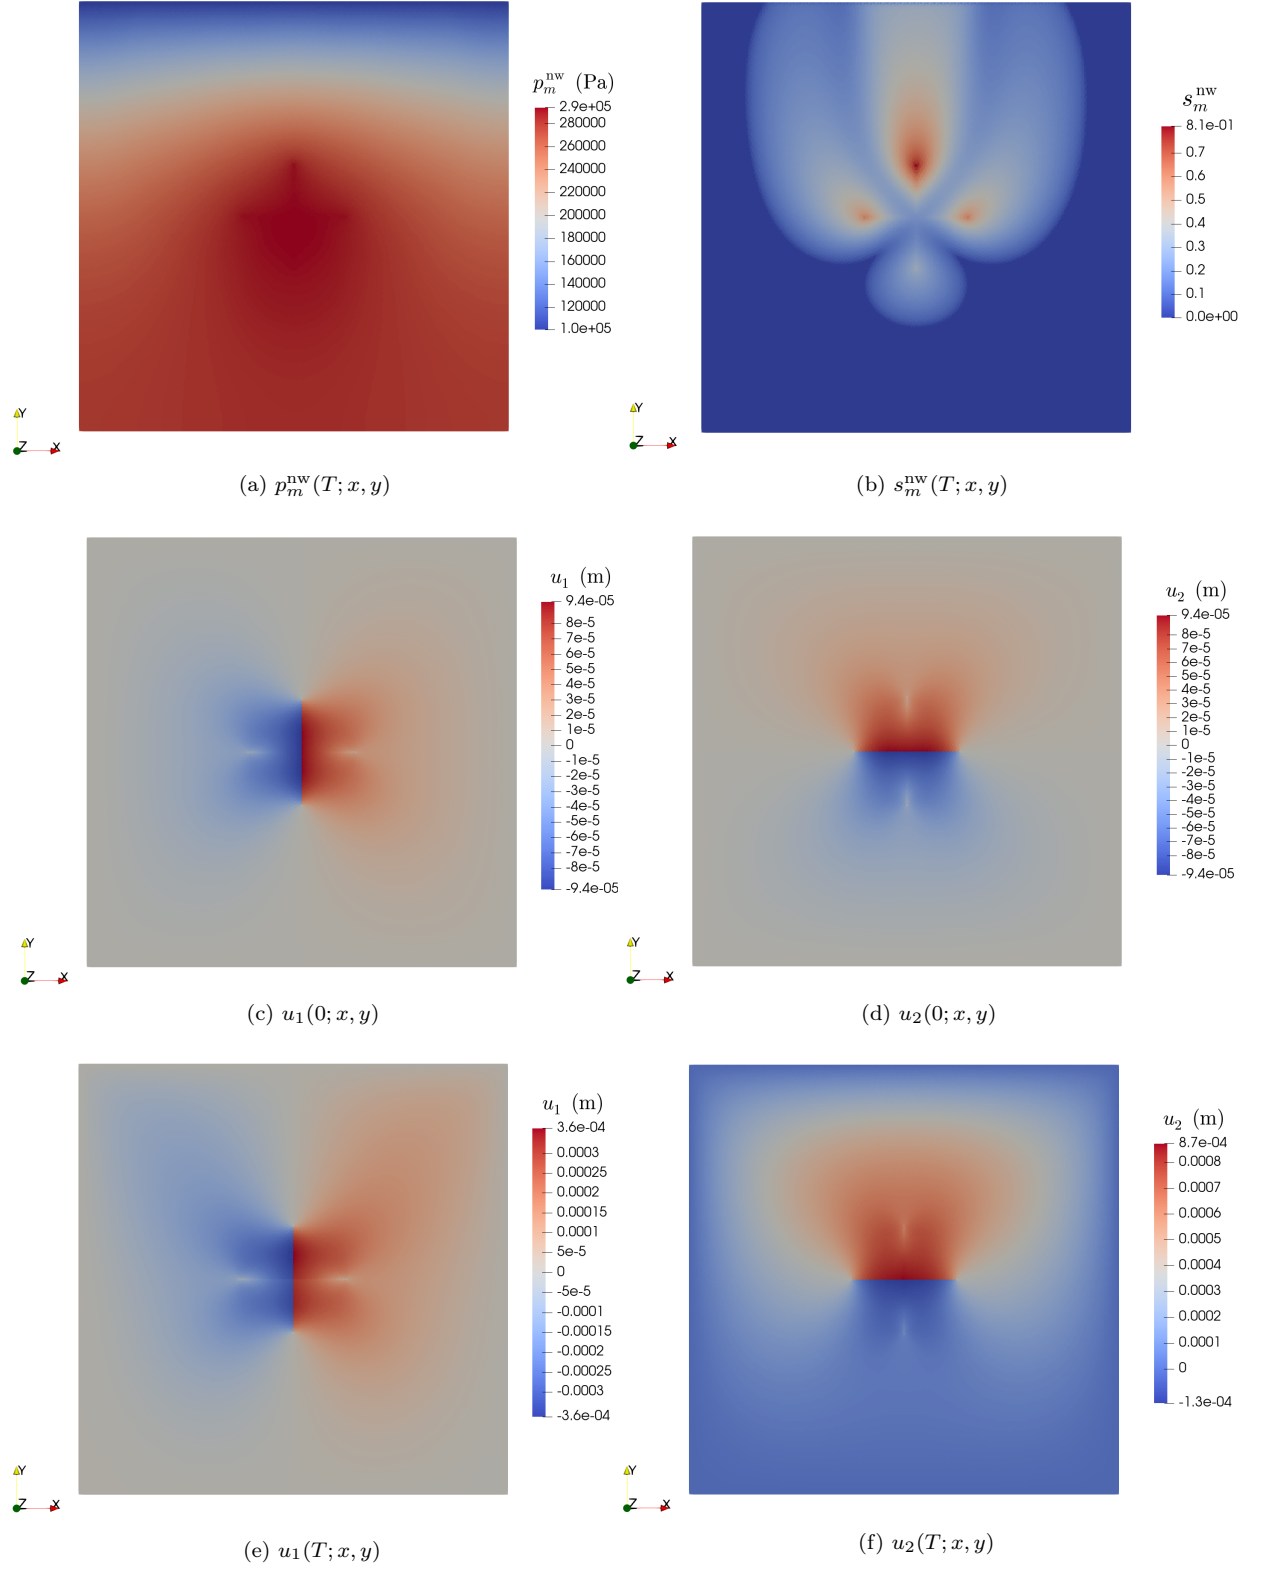 p_m^nw (Pa)
2.9e+05
280000
260000
240000
220000
200000
180000
160000
140000
120000
1.0e+05
Y
Z X
(a) p_m^nw(T; x, y)
s_m^nw
8.1e-01
0.7
0.6
0.5
0.4
0.3
0.2
0.1
0.0e+00
Y
Z X
(b) s_m^nw(T; x, y)
u_1 (m)
9.4e-05
8e-5
7e-5
6e-5
5e-5
4e-5
3e-5
2e-5
1e-5
0
-1e-5
-2e-5
-3e-5
-4e-5
-5e-5
-6e-5
-7e-5
-8e-5
-9.4e-05
Y
Z X
(c) u_1(0; x, y)
u_2 (m)
9.4e-05
8e-5
7e-5
6e-5
5e-5
4e-5
3e-5
2e-5
1e-5
0
-1e-5
-2e-5
-3e-5
-4e-5
-5e-5
-6e-5
-7e-5
-8e-5
-9.4e-05
Y
Z X
(d) u_2(0; x, y)
u_1 (m)
3.6e-04
0.0003
0.00025
0.0002
0.00015
0.0001
5e-5
0
-5e-5
-0.0001
-0.00015
-0.0002
-0.00025
-0.0003
-3.6e-04
Y
Z X
(e) u_1(T; x, y)
u_2 (m)
8.7e-04
0.0008
0.0007
0.0006
0.0005
0.0004
0.0003
0.0002
0.0001
0
-1.3e-04
Y
Z X
(f) u_2(T; x, y)